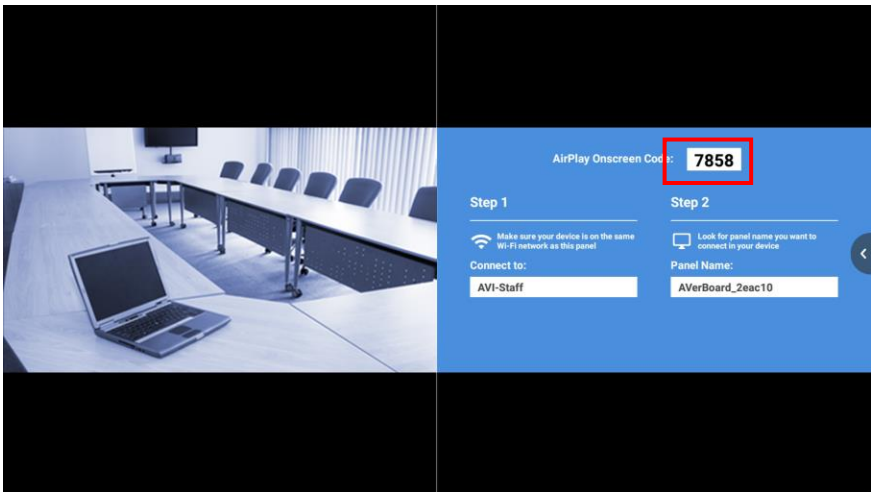 AirPlay Onscreen Code: 7858
Step 1
Make sure your device is on the same
Wi-Fi network as this panel
Connect to:
AVI-Staff
Step 2
Look for panel name you want to
connect in your device
Panel Name:
AVerBoard_2eac10